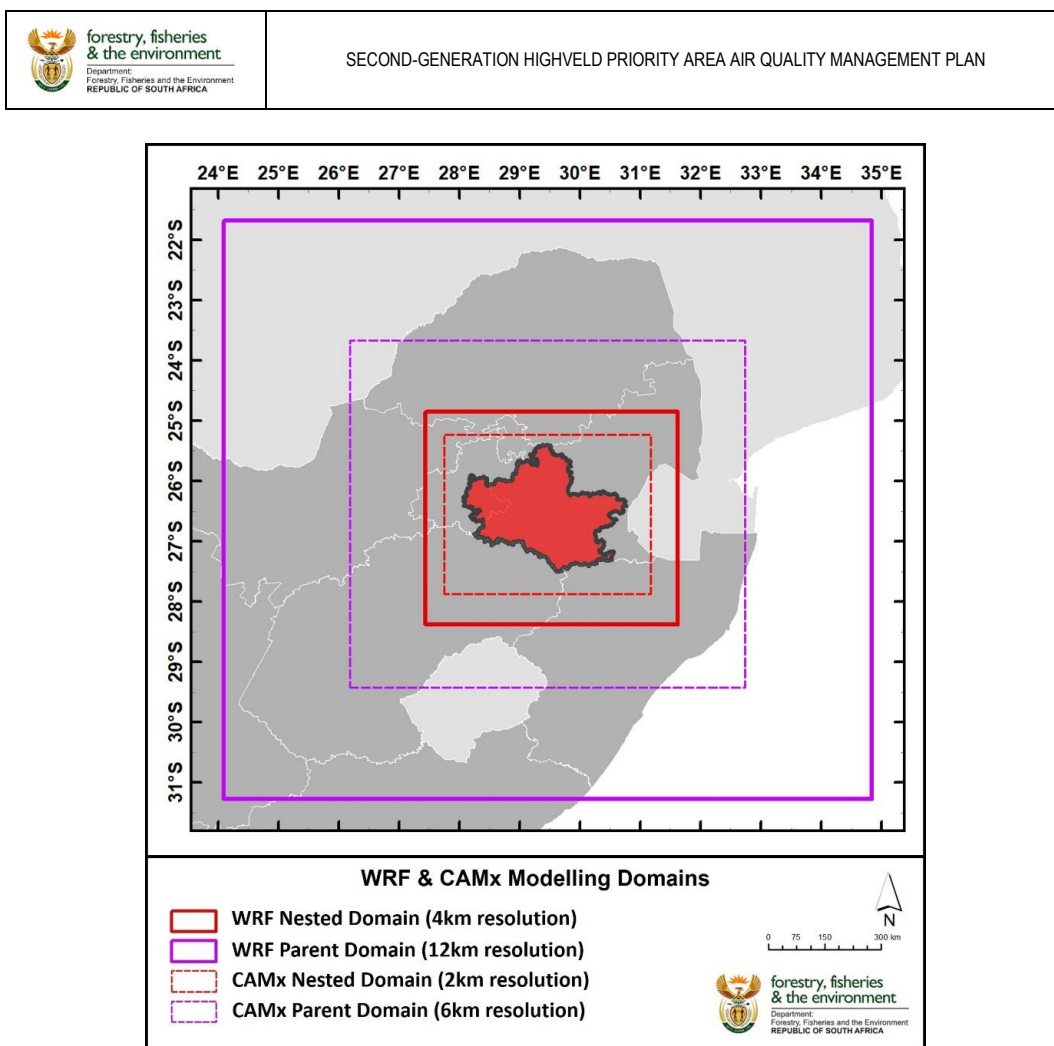 forestry, fisheries
& the environment
Department:
Forestry, Fisheries and the Environment
REPUBLIC OF SOUTH AFRICA
SECOND-GENERATION HIGHVELD PRIORITY AREA AIR QUALITY MANAGEMENT PLAN
24°E 25°E 26°E 27°E 28°E 29°E 30°E 31°E 32°E 33°E 34°E 35°E
22°S
23°S
24°S
25°S
26°S
27°S
28°S
29°S
30°S
31°S
WRF & CAMx Modelling Domains
WRF Nested Domain (4km resolution)
WRF Parent Domain (12km resolution)
CAMx Nested Domain (2km resolution)
CAMx Parent Domain (6km resolution)
N
0 75 150 300 km
forestry, fisheries
& the environment
Department:
Forestry, Fisheries and the Environment
REPUBLIC OF SOUTH AFRICA